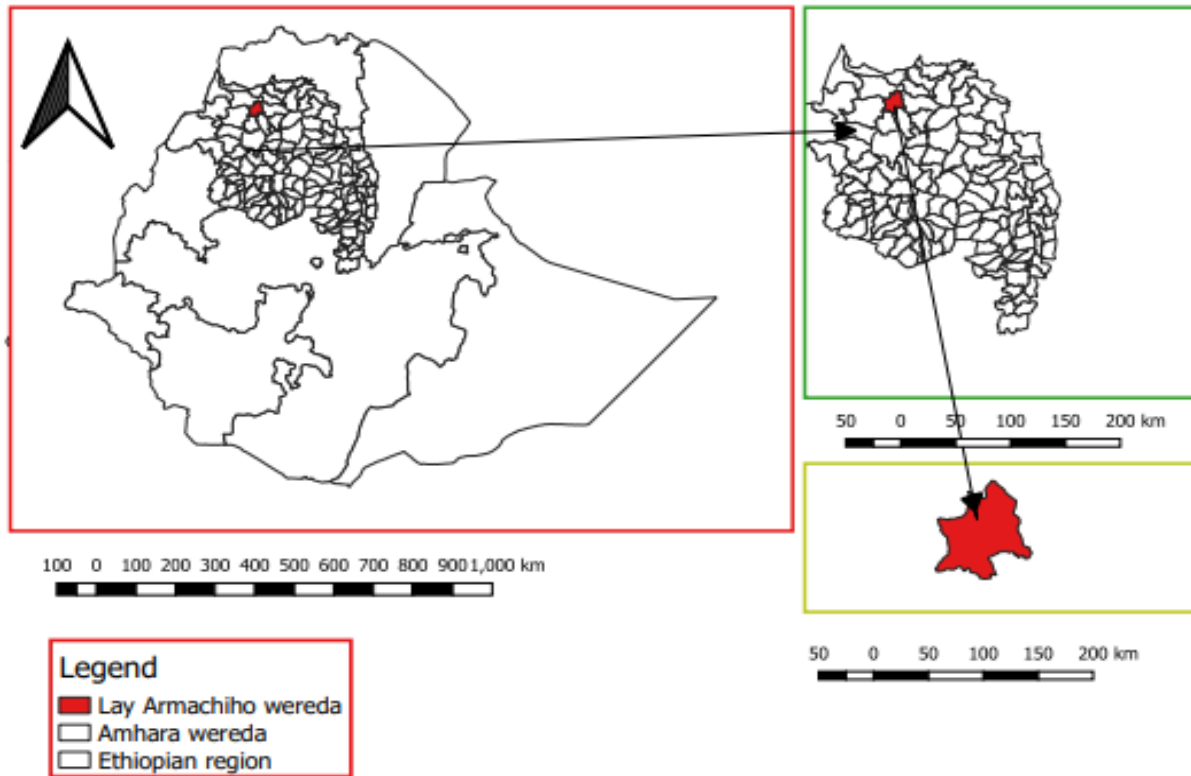 50 0 50 100 150 200 km
100 0 100 200 300 400 500 600 700 800 900 1,000 km
50 0 50 100 150 200 km
Legend
Lay Armachiho wereda
Amhara wereda
Ethiopian region